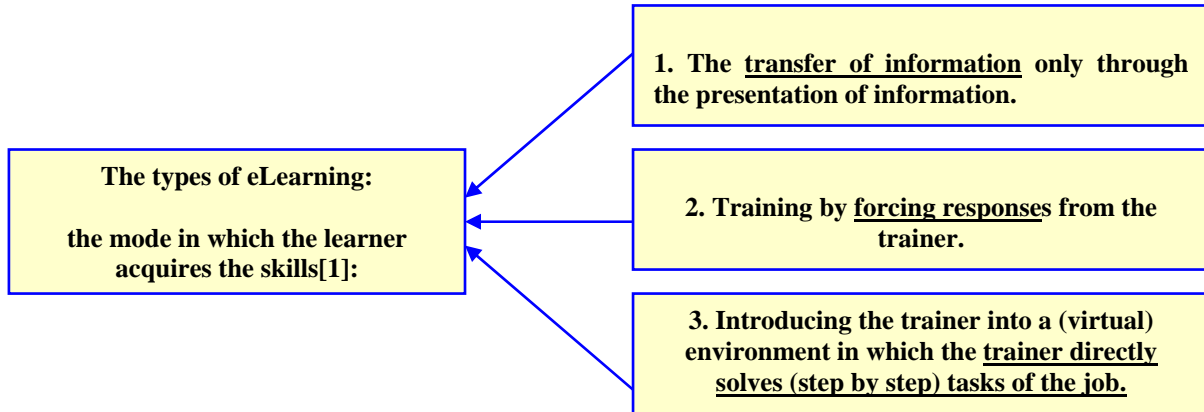 The types of eLearning:
the mode in which the learner
acquires the skills[1]:
1. The transfer of information only through
the presentation of information.
2. Training by forcing responses from the
trainer.
3. Introducing the trainer into a (virtual)
environment in which the trainer directly
solves (step by step) tasks of the job.